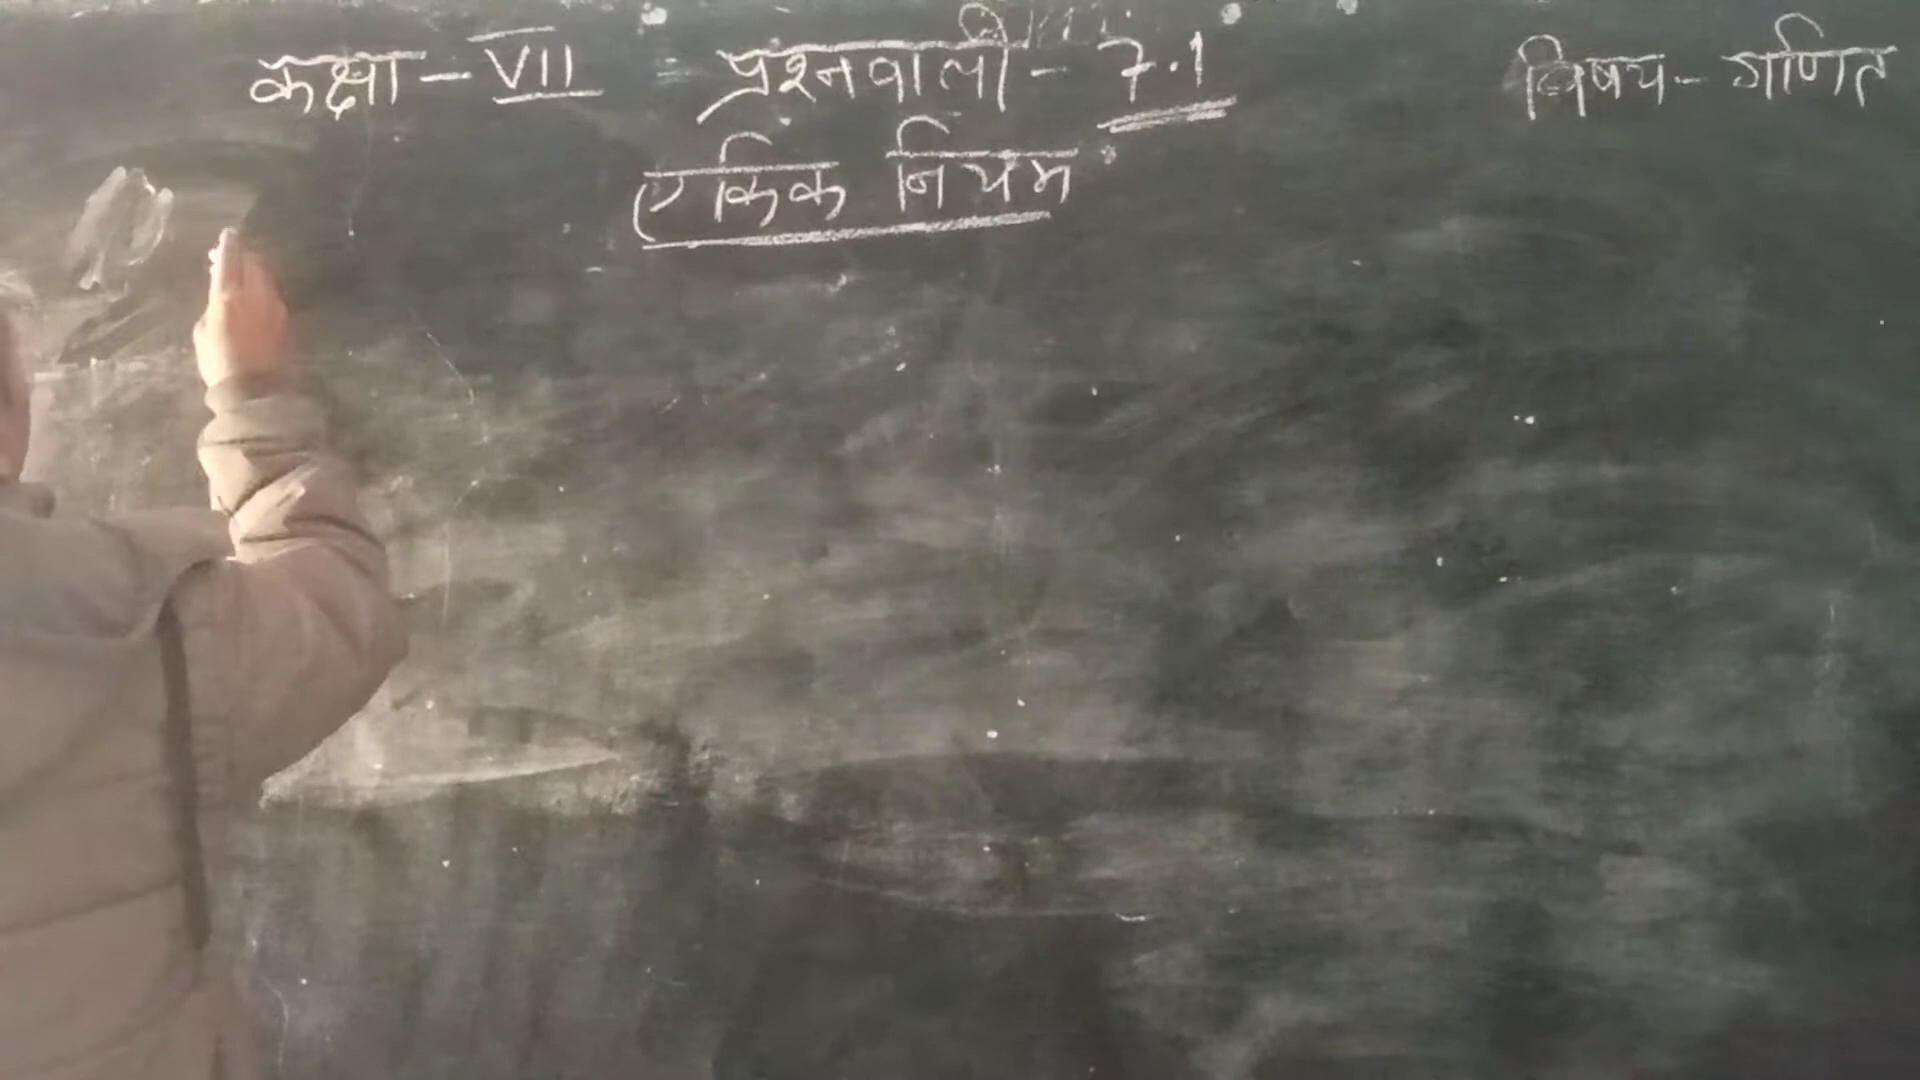 कक्षा - VII प्रश्नवाली - 7.1 विषय - गणित
एकिक नियम